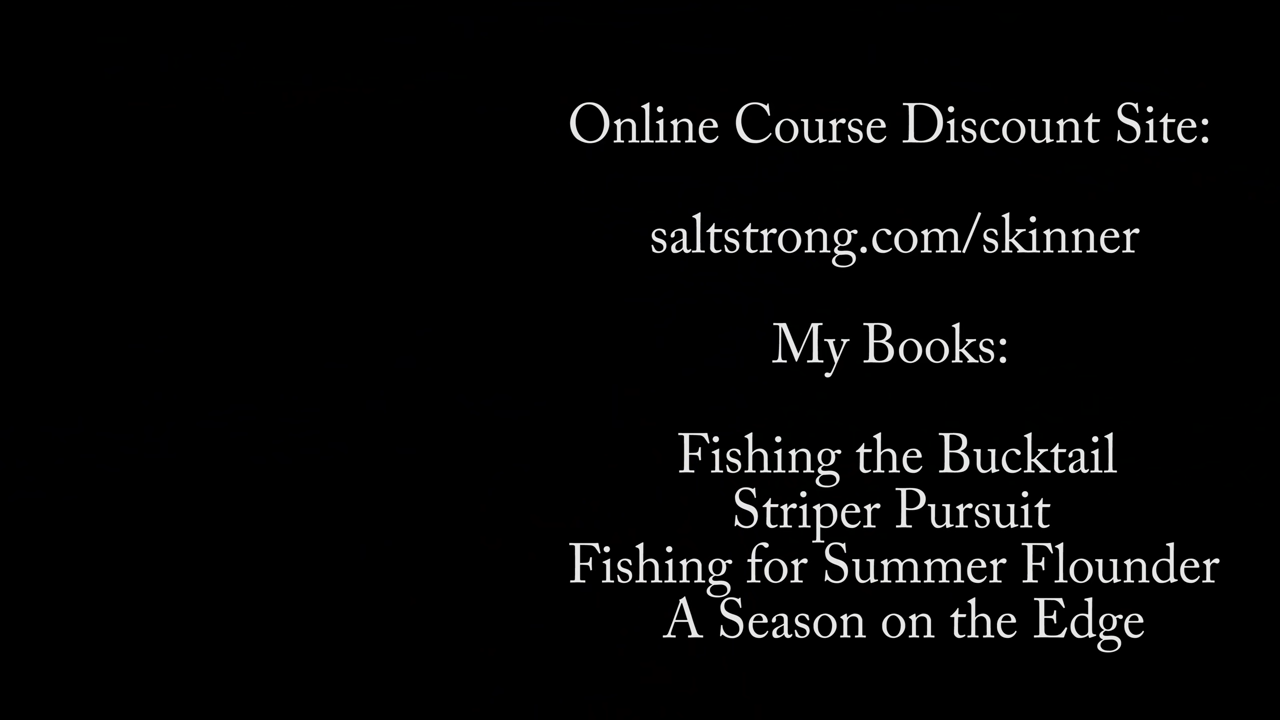 Online Course Discount Site:
saltstrong.com/skinner
My Books:
Fishing the Bucktail
Striper Pursuit
Fishing for Summer Flounder
A Season on the Edge